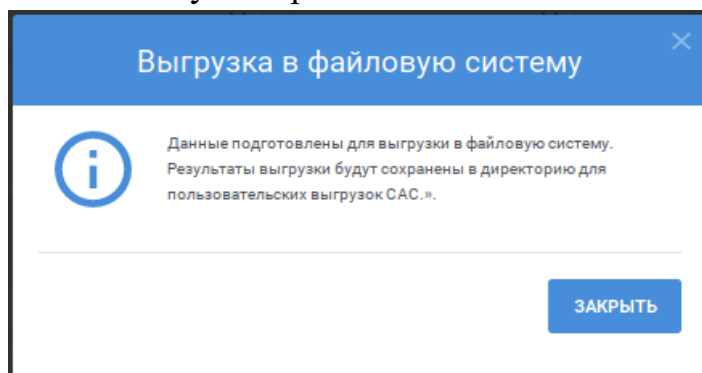 Выгрузка в файловую систему
Данные подготовлены для выгрузки в файловую систему.
Результаты выгрузки будут сохранены в директорию для
пользовательских выгрузок САС.».
ЗАКРЫТЬ